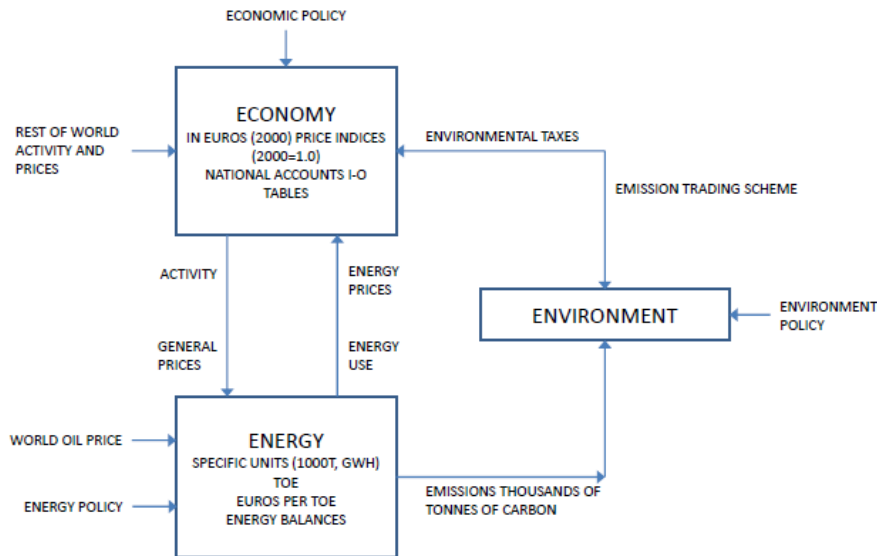 ECONOMIC POLICY
ECONOMY
IN EUROS (2000) PRICE INDICES
(2000=1.0)
NATIONAL ACCOUNTS I-O
TABLES
REST OF WORLD
ACTIVITY AND
PRICES
ENVIRONMENTAL TAXES
EMISSION TRADING SCHEME
ACTIVITY
ENERGY
PRICES
ENVIRONMENT
ENVIRONMENT
POLICY
GENERAL
PRICES
ENERGY
USE
WORLD OIL PRICE
ENERGY
SPECIFIC UNITS (1000T, GWH)
TOE
EUROS PER TOE
ENERGY BALANCES
ENERGY POLICY
EMISSIONS THOUSANDS OF
TONNES OF CARBON